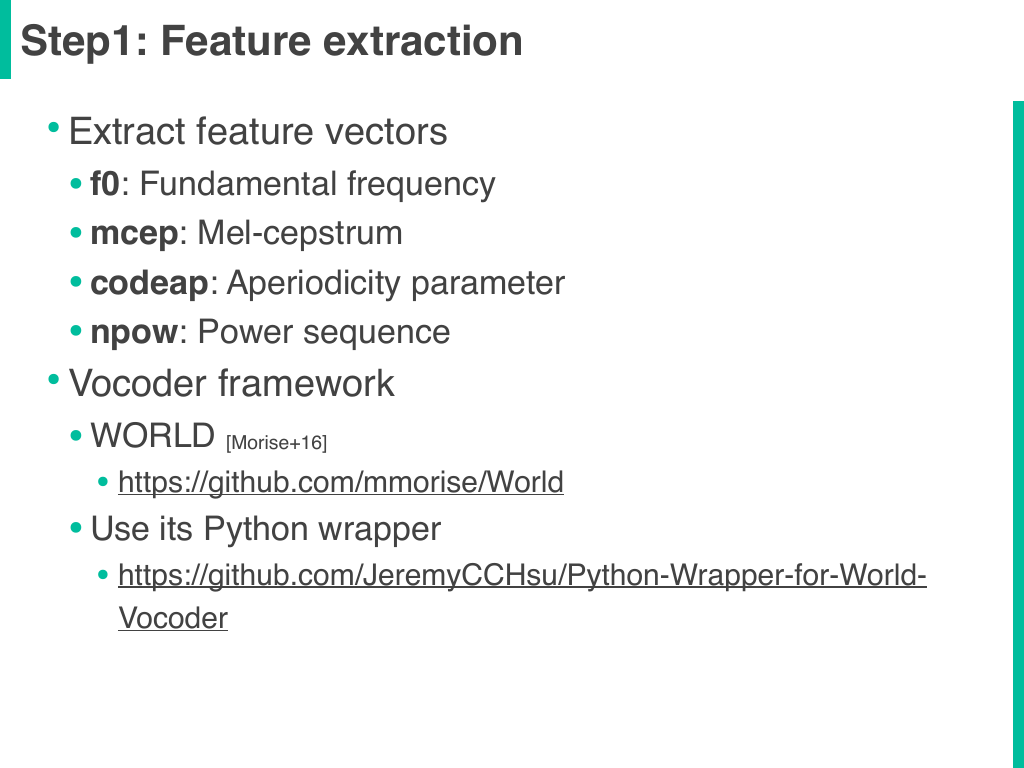 Step1: Feature extraction
• Extract feature vectors
• f0: Fundamental frequency
• mcep: Mel-cepstrum
• codeap: Aperiodicity parameter
• npow: Power sequence
• Vocoder framework
• WORLD [Morise+16]
• https://github.com/mmorise/World
• Use its Python wrapper
• https://github.com/JeremyCCHsu/Python-Wrapper-for-World-
Vocoder